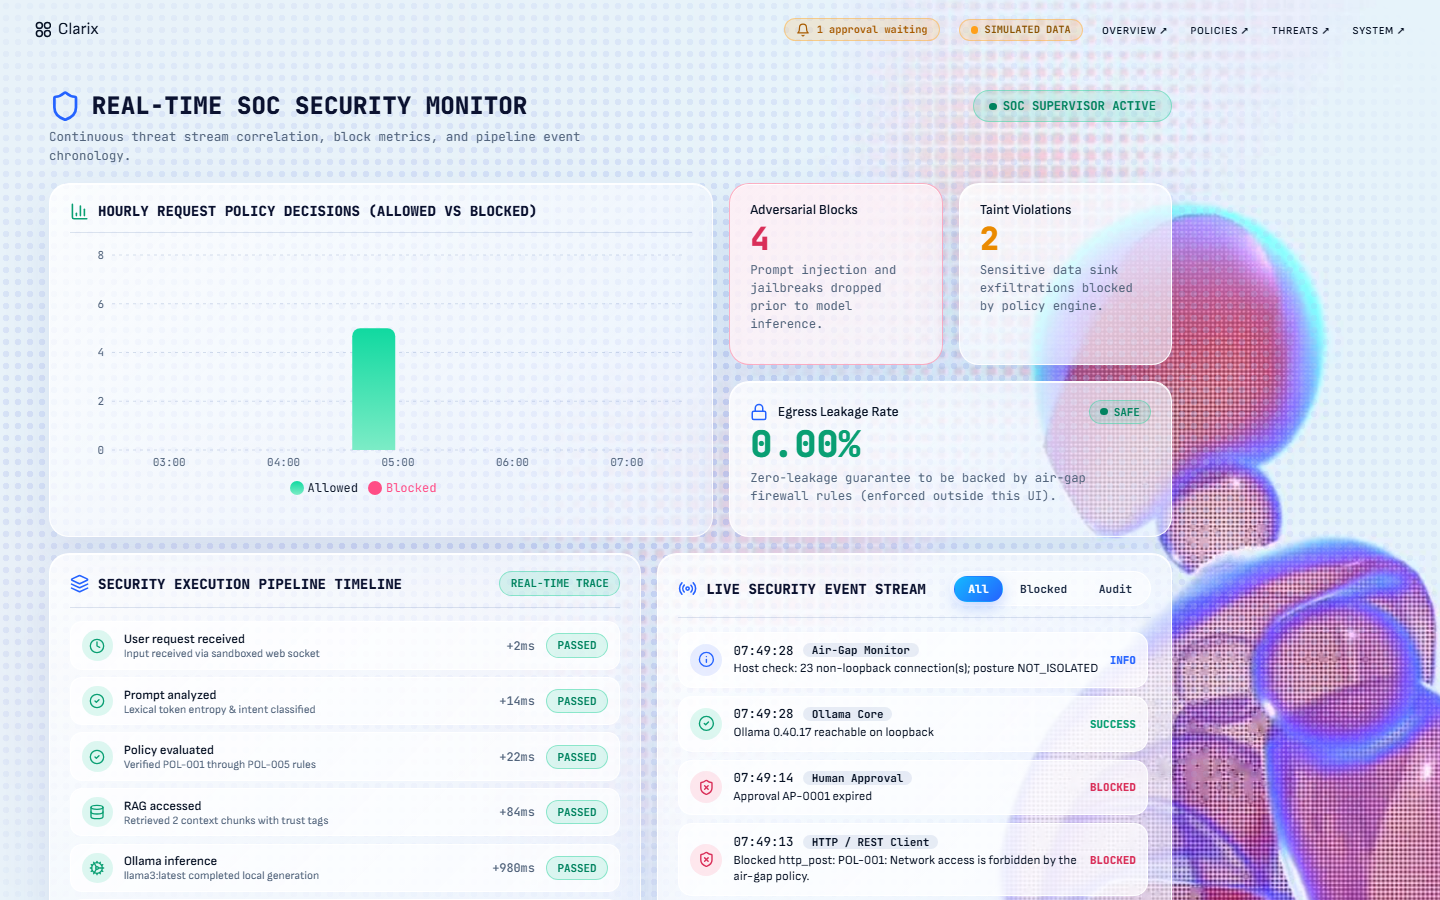 Clarix
1 approval waiting
SIMULATED DATA
OVERVIEW ↗
POLICIES ↗
THREATS ↗
SYSTEM ↗
REAL-TIME SOC SECURITY MONITOR
Continuous threat stream correlation, block metrics, and pipeline event
chronology.
SOC SUPERVISOR ACTIVE
HOURLY REQUEST POLICY DECISIONS (ALLOWED VS BLOCKED)
8
6
4
2
0
03:00 04:00 05:00 06:00 07:00
Allowed Blocked
Adversarial Blocks
4
Prompt injection and
jailbreaks dropped
prior to model
inference.
Taint Violations
2
Sensitive data sink
exfiltrations blocked
by policy engine.
Egress Leakage Rate
SAFE
0.00%
Zero-leakage guarantee to be backed by air-gap
firewall rules (enforced outside this UI).
SECURITY EXECUTION PIPELINE TIMELINE
REAL-TIME TRACE
User request received
Input received via sandboxed web socket
+2ms PASSED
Prompt analyzed
Lexical token entropy & intent classified
+14ms PASSED
Policy evaluated
Verified POL-001 through POL-005 rules
+22ms PASSED
RAG accessed
Retrieved 2 context chunks with trust tags
+84ms PASSED
Ollama inference
llama3:latest completed local generation
+980ms PASSED
LIVE SECURITY EVENT STREAM
All Blocked Audit
07:49:28 Air-Gap Monitor
Host check: 23 non-loopback connection(s); posture NOT_ISOLATED
INFO
07:49:28 Ollama Core
Ollama 0.40.17 reachable on loopback
SUCCESS
07:49:14 Human Approval
Approval AP-0001 expired
BLOCKED
07:49:13 HTTP / REST Client
Blocked http_post: POL-001: Network access is forbidden by the
air-gap policy.
BLOCKED